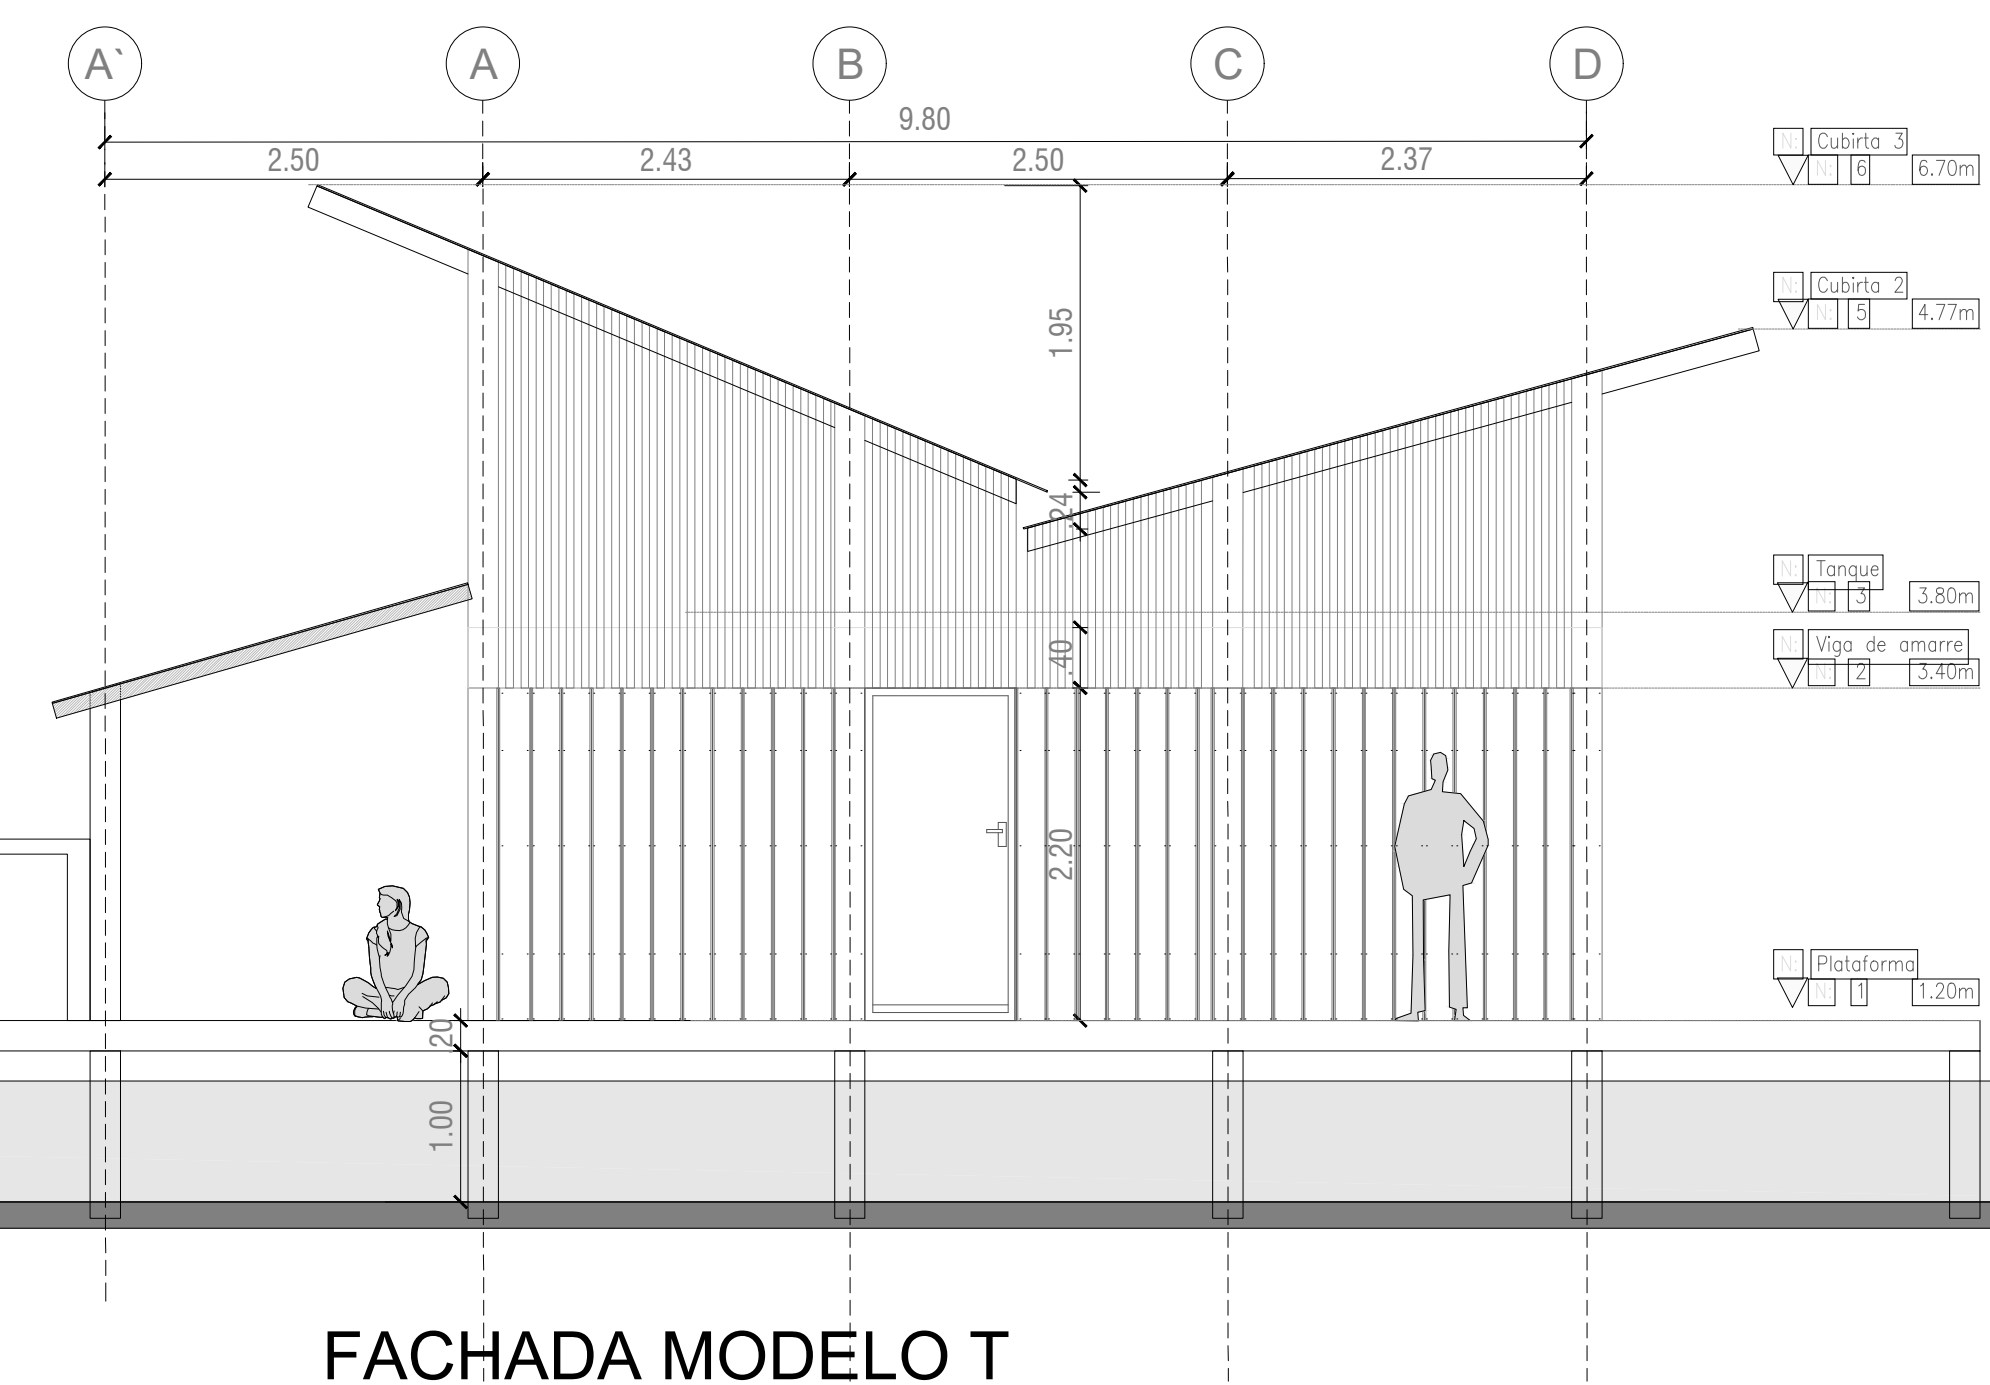 A` A B C D
9.80
2.50 2.43 2.50 2.37
N: Cubirta 3
N: 6 6.70m
1.95
N: Cubirta 2
N: 5 4.77m
.24
N: Tanque
N: 3 3.80m
.40
N: Viga de amarre
N: 2 3.40m
2.20
N: Plataforma
N: 1 1.20m
.20
1.00
FACHADA MODELO T